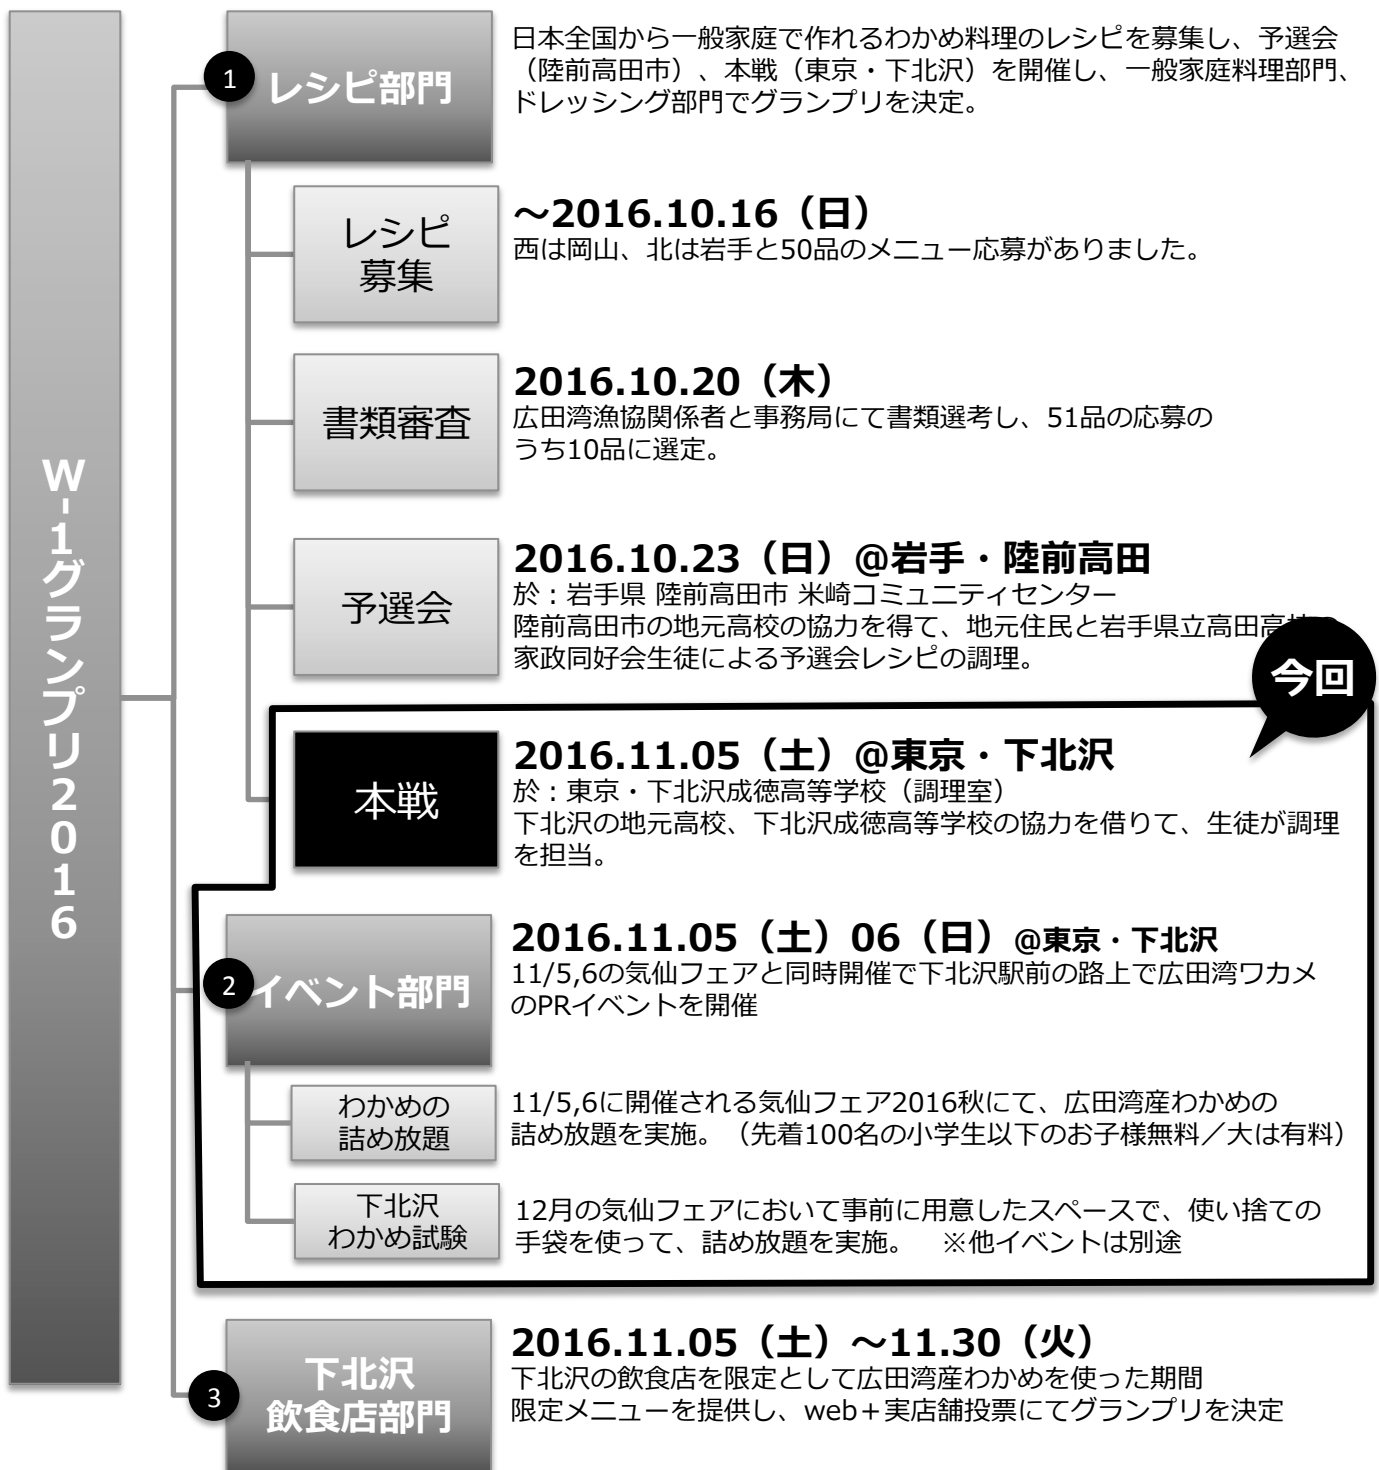 W-1グランプリ2016
1
レシピ部門
日本全国から一般家庭で作れるわかめ料理のレシピを募集し、予選会
（陸前高田市）、本戦（東京・下北沢）を開催し、一般家庭料理部門、
ドレッシング部門でグランプリを決定。
レシピ
募集
～2016.10.16（日）
西は岡山、北は岩手と50品のメニュー応募がありました。
書類審査
2016.10.20（木）
広田湾漁協関係者と事務局にて書類選考し、51品の応募の
うち10品に選定。
予選会
2016.10.23（日）@岩手・陸前高田
於：岩手県 陸前高田市 米崎コミュニティセンター
陸前高田市の地元高校の協力を得て、地元住民と岩手県立高田高校の
家政同好会生徒による予選会レシピの調理。
今回
本戦
2016.11.05（土）@東京・下北沢
於：東京・下北沢成徳高等学校（調理室）
下北沢の地元高校、下北沢成徳高等学校の協力を借りて、生徒が調理
を担当。
2
イベント部門
2016.11.05（土）06（日）@東京・下北沢
11/5,6の気仙フェアと同時開催で下北沢駅前の路上で広田湾ワカメ
のPRイベントを開催
わかめの
詰め放題
11/5,6に開催される気仙フェア2016秋にて、広田湾産わかめの
詰め放題を実施。（先着100名の小学生以下のお子様無料／大は有料）
下北沢
わかめ試験
12月の気仙フェアにおいて事前に用意したスペースで、使い捨ての
手袋を使って、詰め放題を実施。　※他イベントは別途
3
下北沢
飲食店部門
2016.11.05（土）～11.30（火）
下北沢の飲食店を限定として広田湾産わかめを使った期間
限定メニューを提供し、web＋実店舗投票にてグランプリを決定